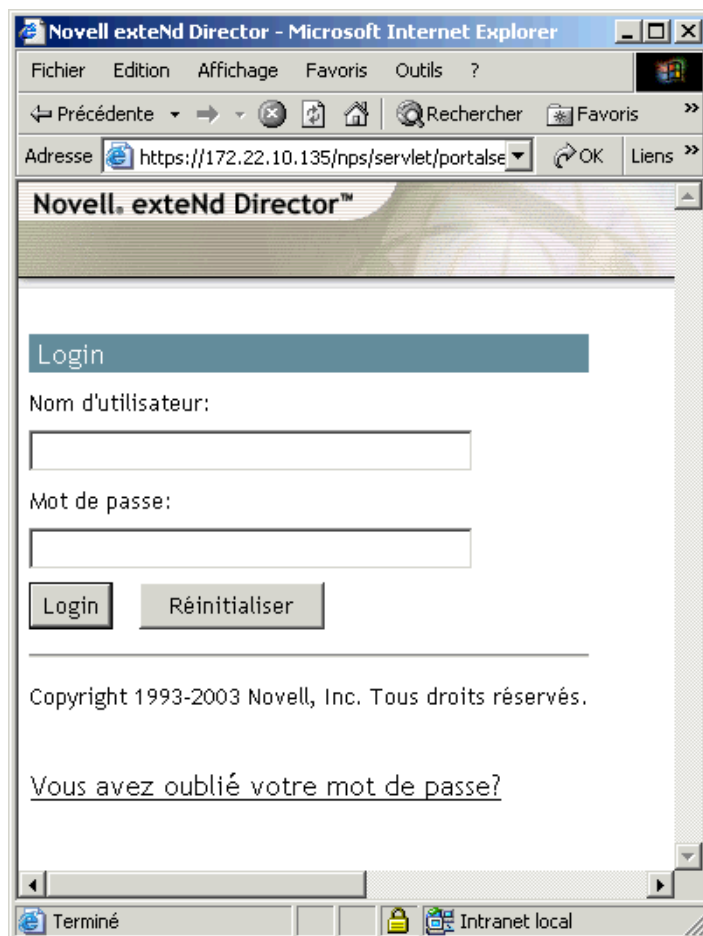 Novell exteNd Director - Microsoft Internet Explorer
Fichier Edition Affichage Favoris Outils ?
Précédente Rechercher Favoris »
Adresse https://172.22.10.135/nps/servlet/portalse OK Liens »
Novell® exteNd Director™
Login
Nom d'utilisateur:
Mot de passe:
Login Réinitialiser
Copyright 1993-2003 Novell, Inc. Tous droits réservés.
Vous avez oublié votre mot de passe?
Terminé Intranet local